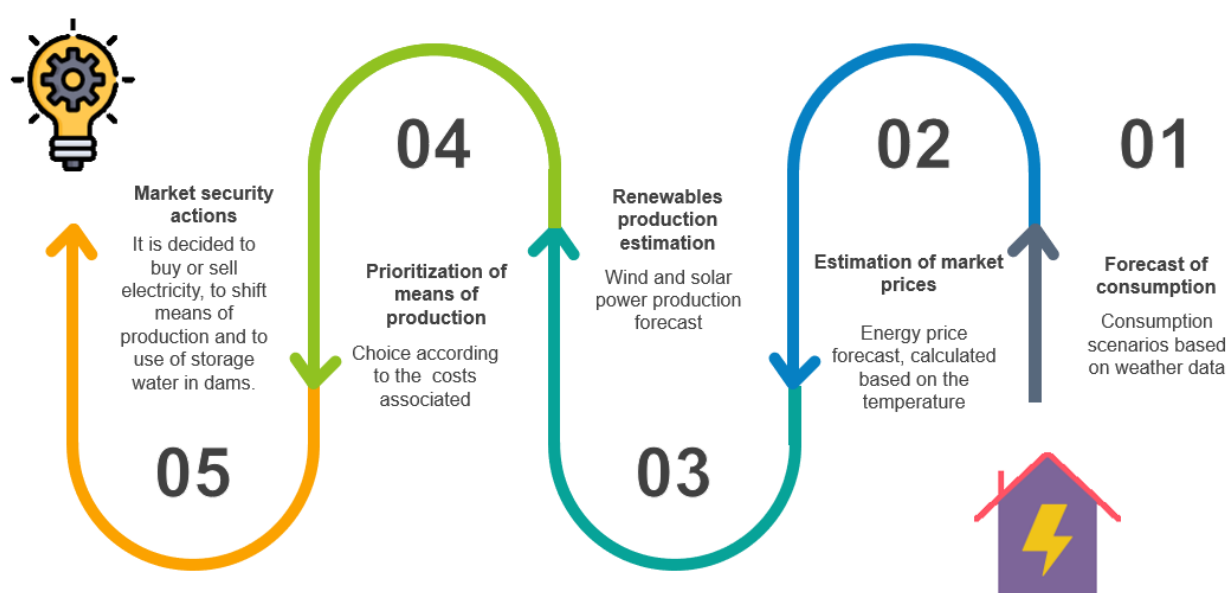 01
Forecast of
consumption
Consumption
scenarios based
on weather data
02
Estimation of market
prices
Energy price
forecast, calculated
based on the
temperature
03
Renewables
production
estimation
Wind and solar
power production
forecast
04
Prioritization of
means of
production
Choice according
to the costs
associated
05
Market security
actions
It is decided to
buy or sell
electricity, to shift
means of
production and to
use of storage
water in dams.